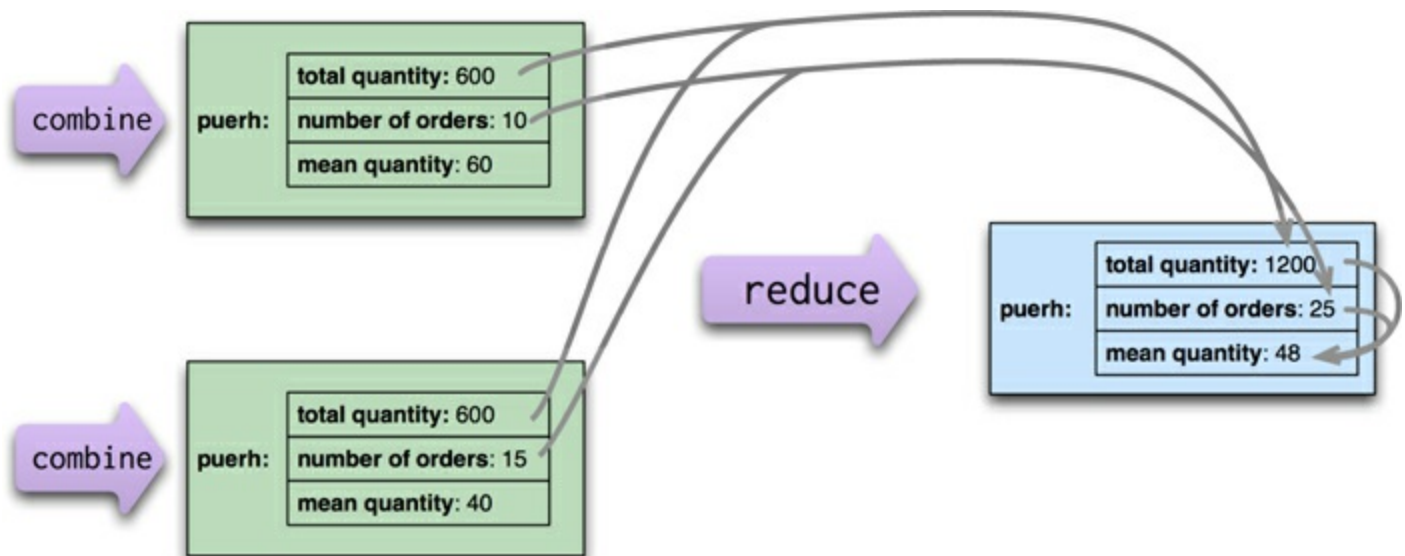 combine
puerh:
total quantity: 600
number of orders: 10
mean quantity: 60
combine
puerh:
total quantity: 600
number of orders: 15
mean quantity: 40
reduce
puerh:
total quantity: 1200
number of orders: 25
mean quantity: 48